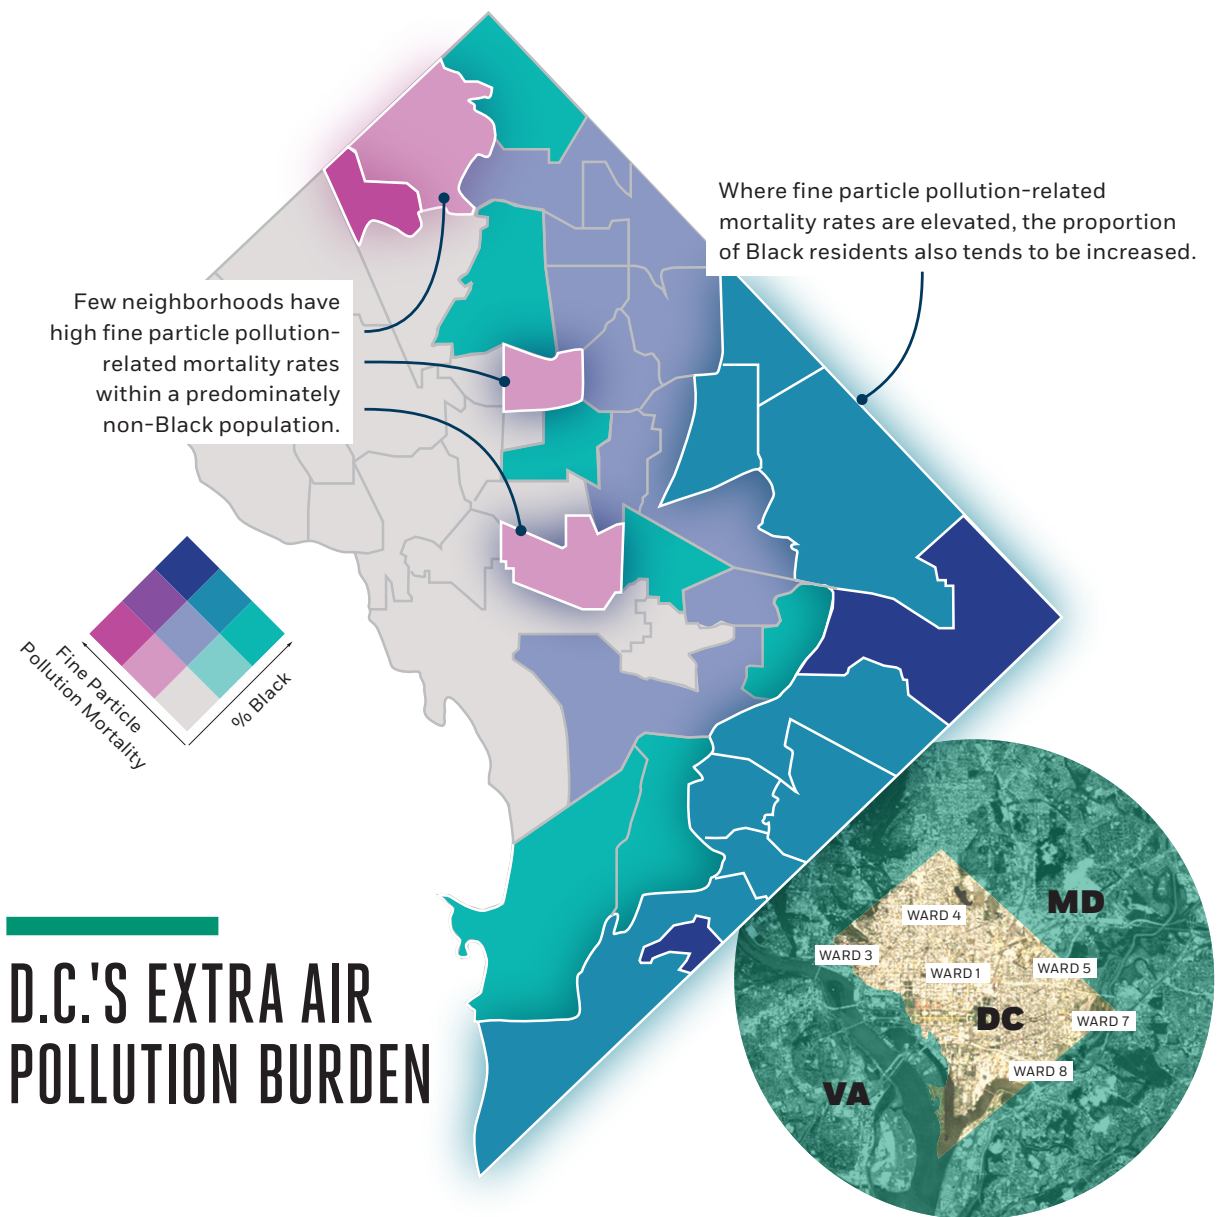 Where fine particle pollution-related
mortality rates are elevated, the proportion
of Black residents also tends to be increased.
Few neighborhoods have
high fine particle pollution-
related mortality rates
within a predominately
non-Black population.
Fine Particle
Pollution Mortality
% Black
D.C.'S EXTRA AIR
POLLUTION BURDEN
MD
WARD 4
WARD 3
WARD 1
WARD 5
DC
WARD 7
WARD 8
VA